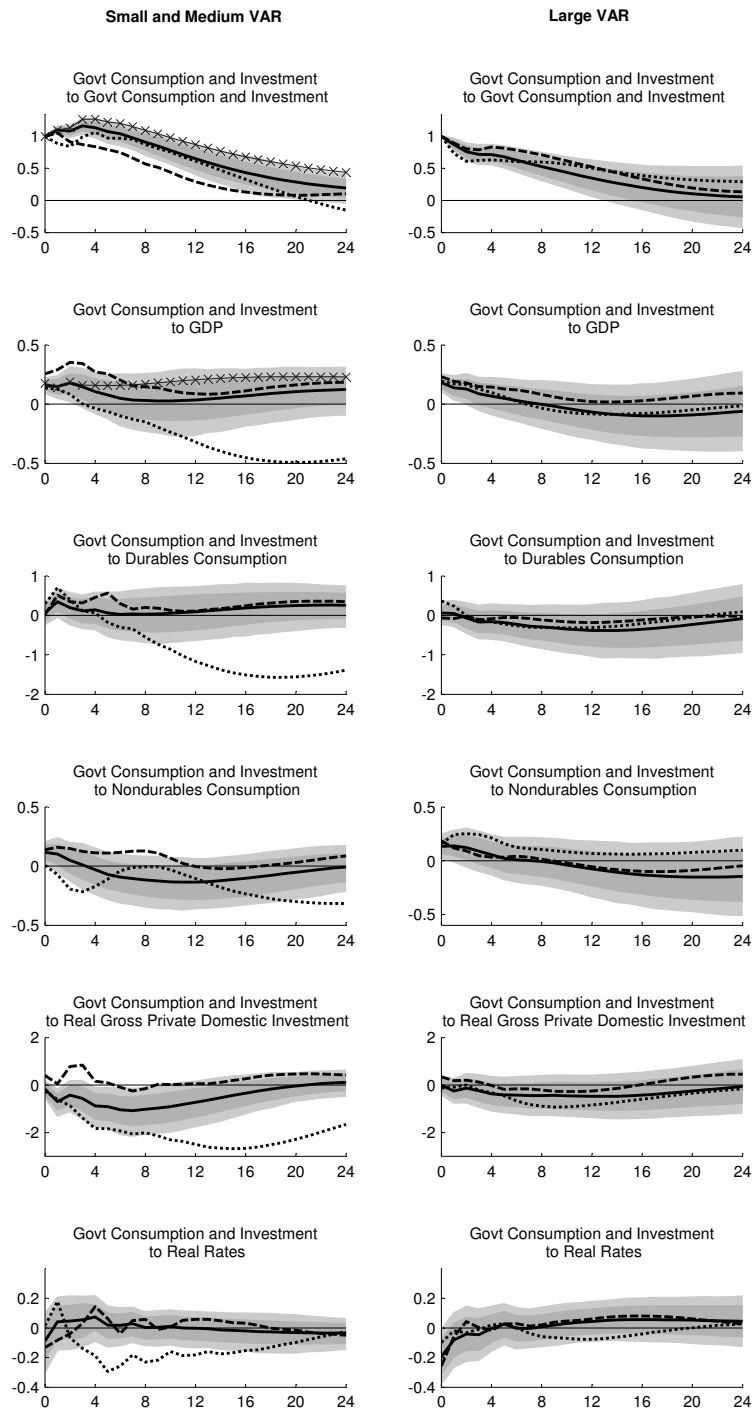 Small and Medium VAR
Large VAR
Govt Consumption and Investment
to Govt Consumption and Investment
1
0.5
0
-0.5
0 4 8 12 16 20 24
Govt Consumption and Investment
to Govt Consumption and Investment
1
0.5
0
-0.5
0 4 8 12 16 20 24
Govt Consumption and Investment
to GDP
0.5
0
-0.5
0 4 8 12 16 20 24
Govt Consumption and Investment
to GDP
0.5
0
-0.5
0 4 8 12 16 20 24
Govt Consumption and Investment
to Durables Consumption
1
0
-1
-2
0 4 8 12 16 20 24
Govt Consumption and Investment
to Durables Consumption
1
0
-1
-2
0 4 8 12 16 20 24
Govt Consumption and Investment
to Nondurables Consumption
0.5
0
-0.5
0 4 8 12 16 20 24
Govt Consumption and Investment
to Nondurables Consumption
0.5
0
-0.5
0 4 8 12 16 20 24
Govt Consumption and Investment
to Real Gross Private Domestic Investment
2
0
-2
0 4 8 12 16 20 24
Govt Consumption and Investment
to Real Gross Private Domestic Investment
2
0
-2
0 4 8 12 16 20 24
Govt Consumption and Investment
to Real Rates
0.2
0
-0.2
-0.4
0 4 8 12 16 20 24
Govt Consumption and Investment
to Real Rates
0.2
0
-0.2
-0.4
0 4 8 12 16 20 24